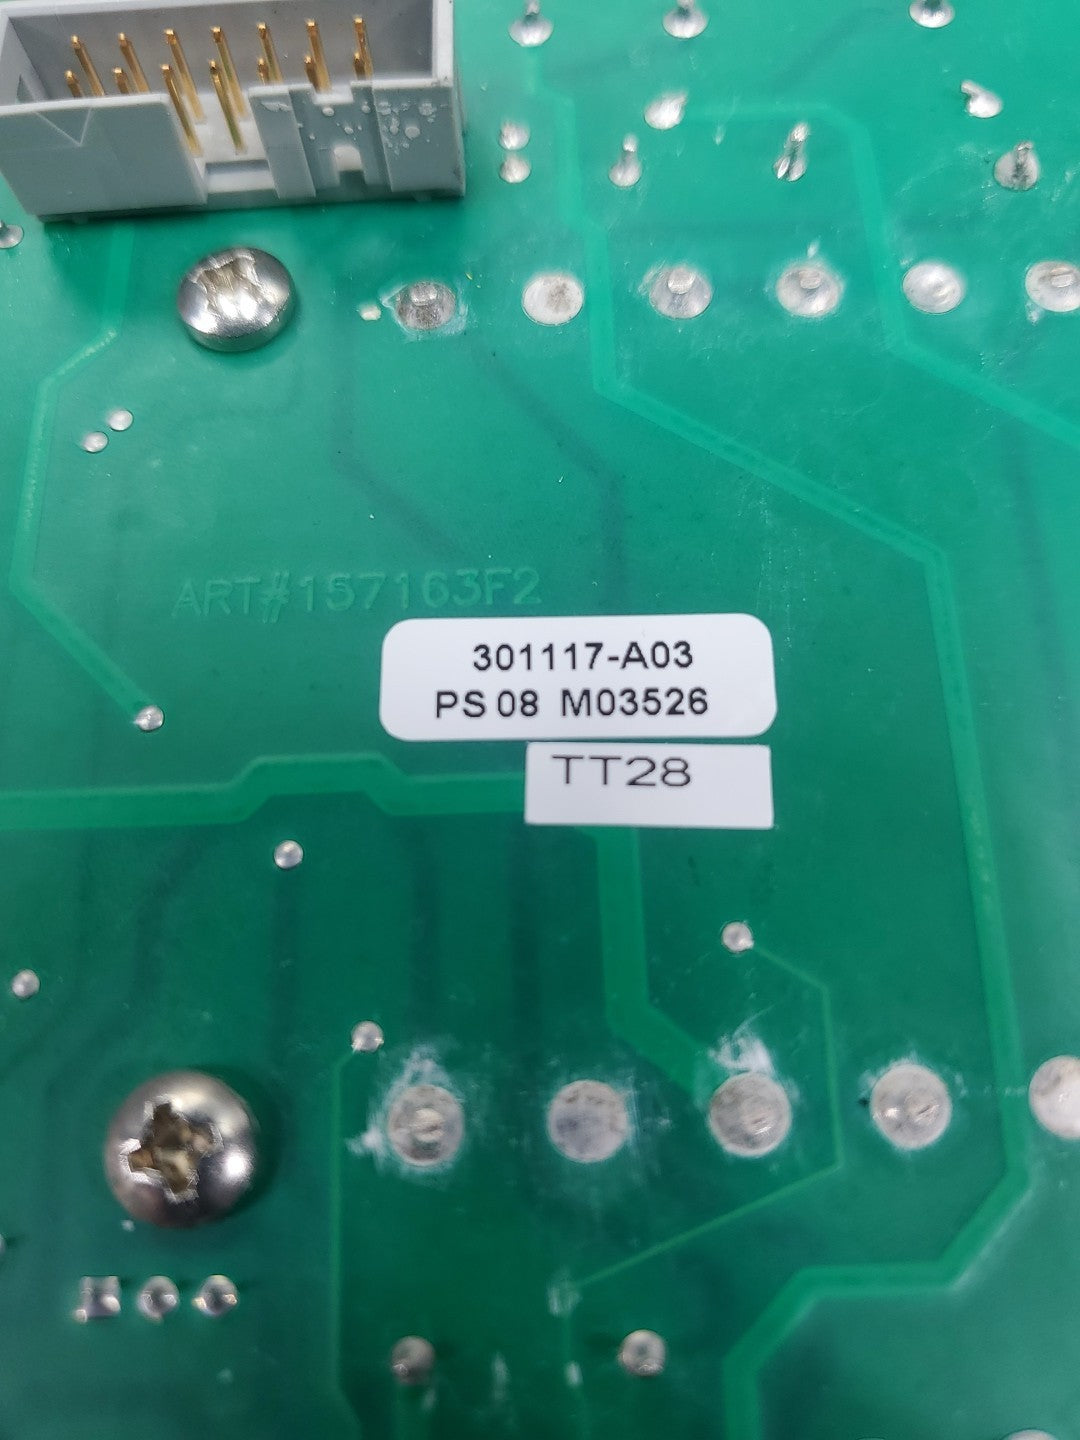 ART#157163F2
301117-A03
PS 08 M03526
TT28